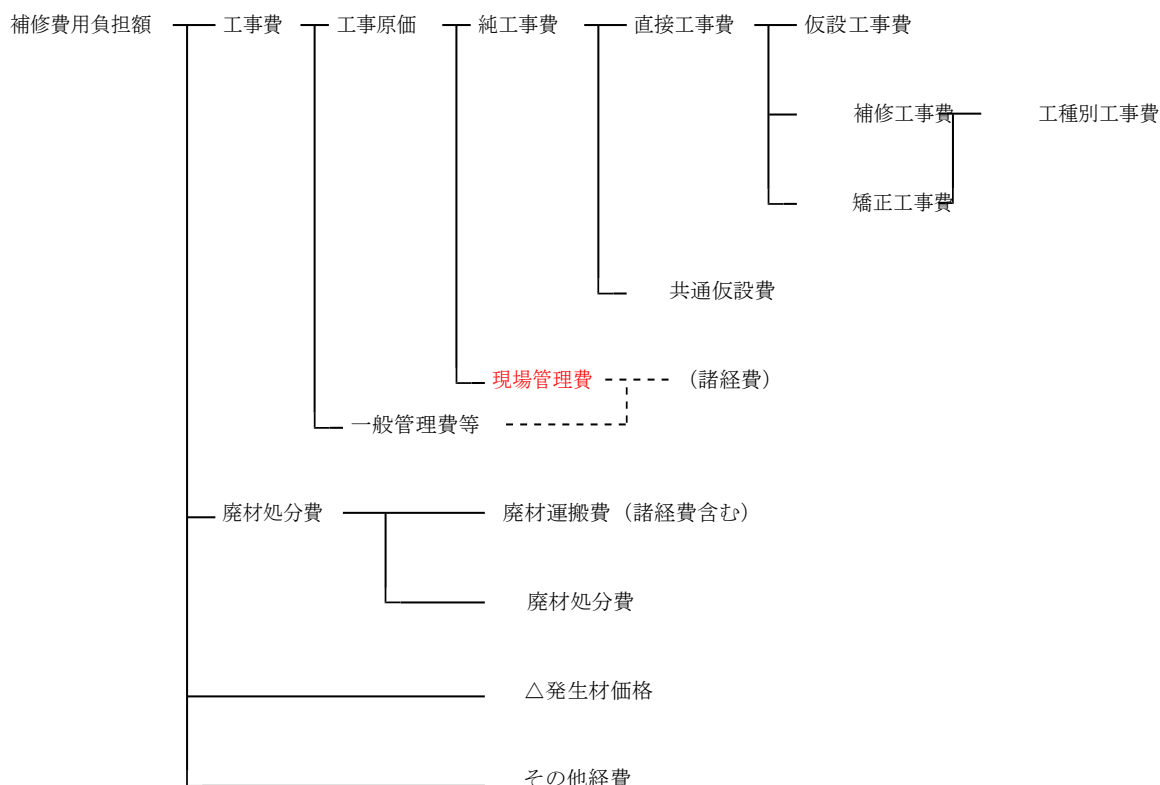 補修費用負担額 工事費 工事原価 純工事費 直接工事費 仮設工事費
補修工事費 工種別工事費
矯正工事費
共通仮設費
現場管理費 （諸経費）
一般管理費等
廃材処分費 廃材運搬費（諸経費含む）
廃材処分費
△発生材価格
その他経費